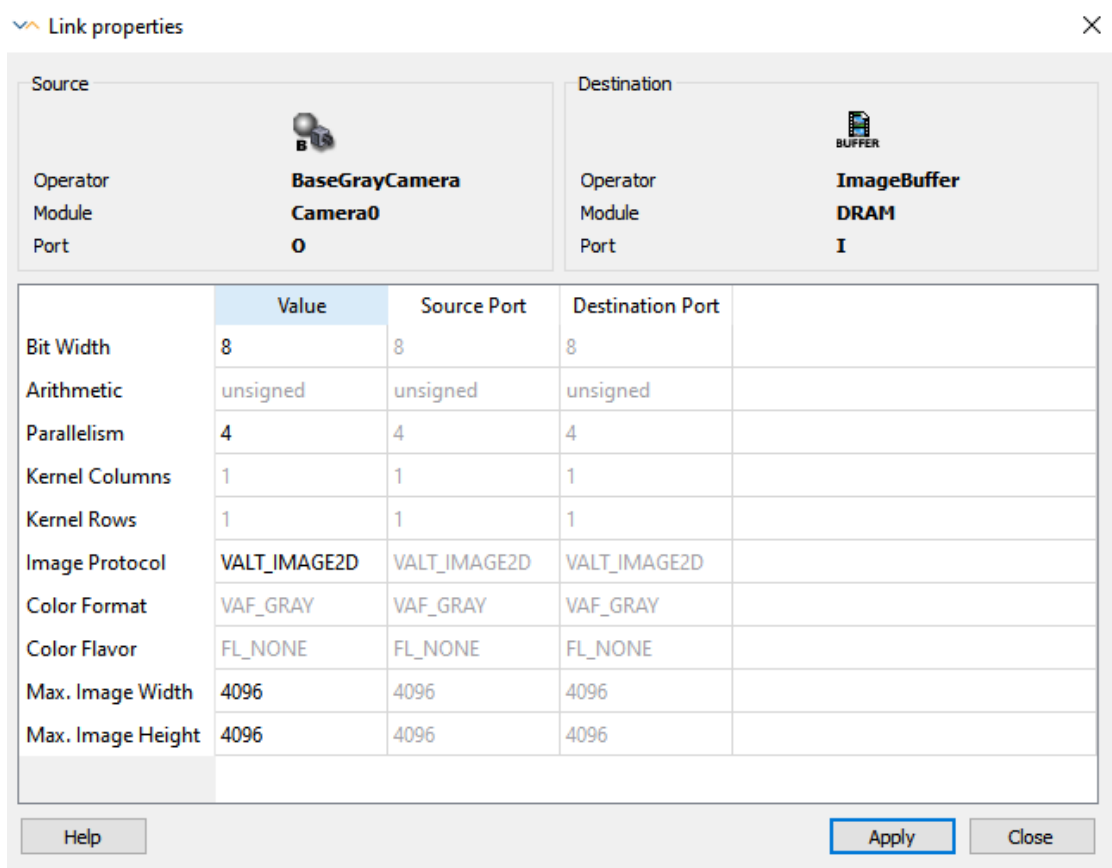 Link properties
Source
B
Operator BaseGrayCamera
Module Camera0
Port O
Destination
BUFFER
Operator ImageBuffer
Module DRAM
Port I
Value Source Port Destination Port
Bit Width 8 8 8
Arithmetic unsigned unsigned unsigned
Parallelism 4 4 4
Kernel Columns 1 1 1
Kernel Rows 1 1 1
Image Protocol VALT_IMAGE2D VALT_IMAGE2D VALT_IMAGE2D
Color Format VAF_GRAY VAF_GRAY VAF_GRAY
Color Flavor FL_NONE FL_NONE FL_NONE
Max. Image Width 4096 4096 4096
Max. Image Height 4096 4096 4096
Help Apply Close